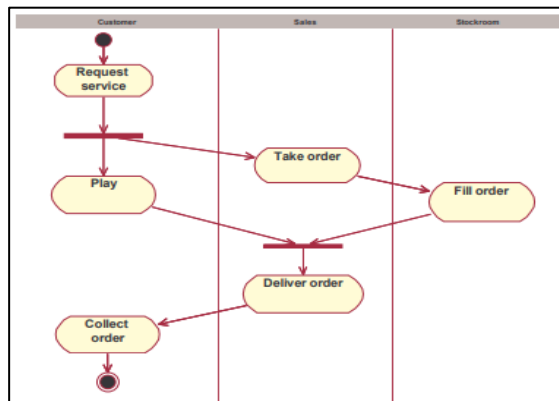 Customer
Sales
Stockroom
Request
service
Take order
Play
Fill order
Deliver order
Collect
order